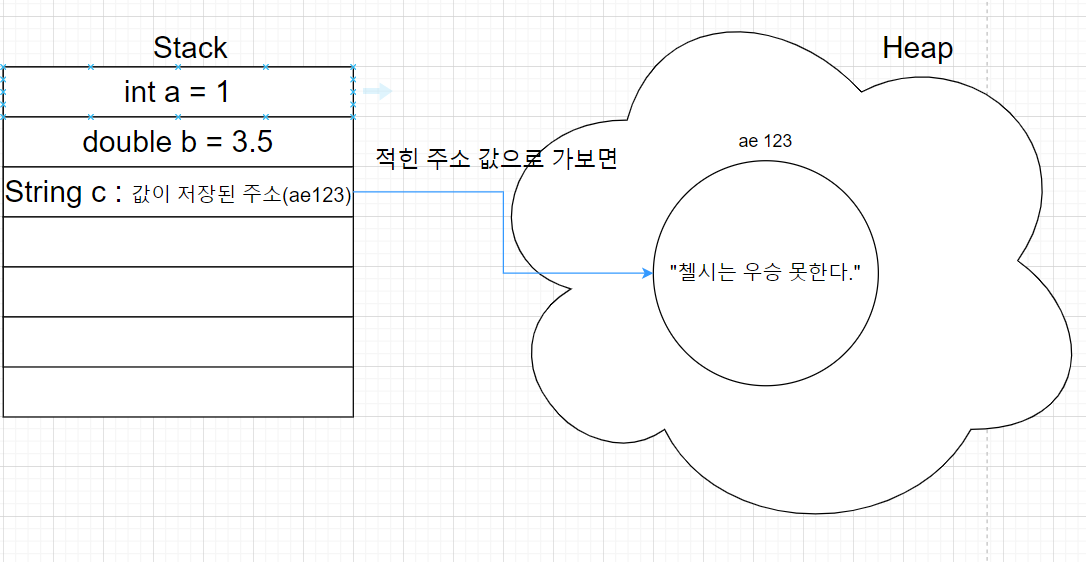 Stack
Heap
int a = 1
double b = 3.5
String c : 값이 저장된 주소(ae123)
적힌 주소 값으로 가보면
ae 123
"첼시는 우승 못한다."